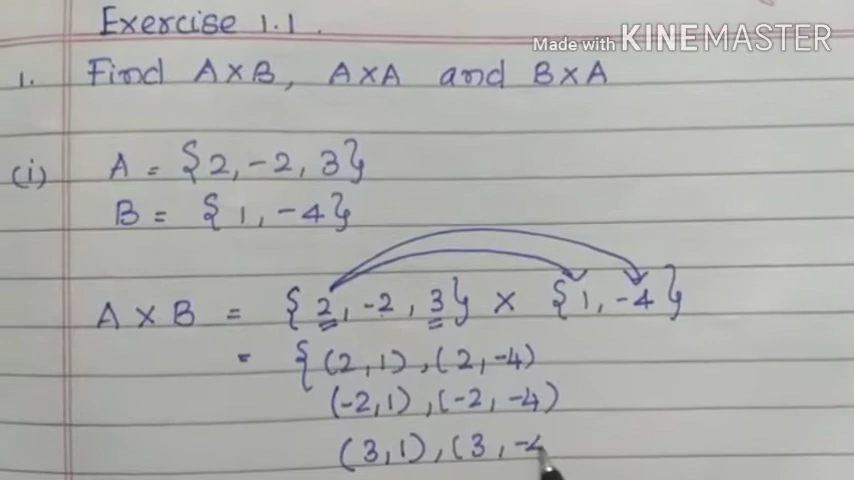 Exercise 1.1.
Made with KINEMASTER
1. Find A×B, A×A and B×A
(i) A = {2, -2, 3}
B = {1, -4}
A × B = {2, -2, 3} × {1, -4}
= {(2,1), (2,-4)
(-2,1), (-2,-4)
(3,1), (3,-4